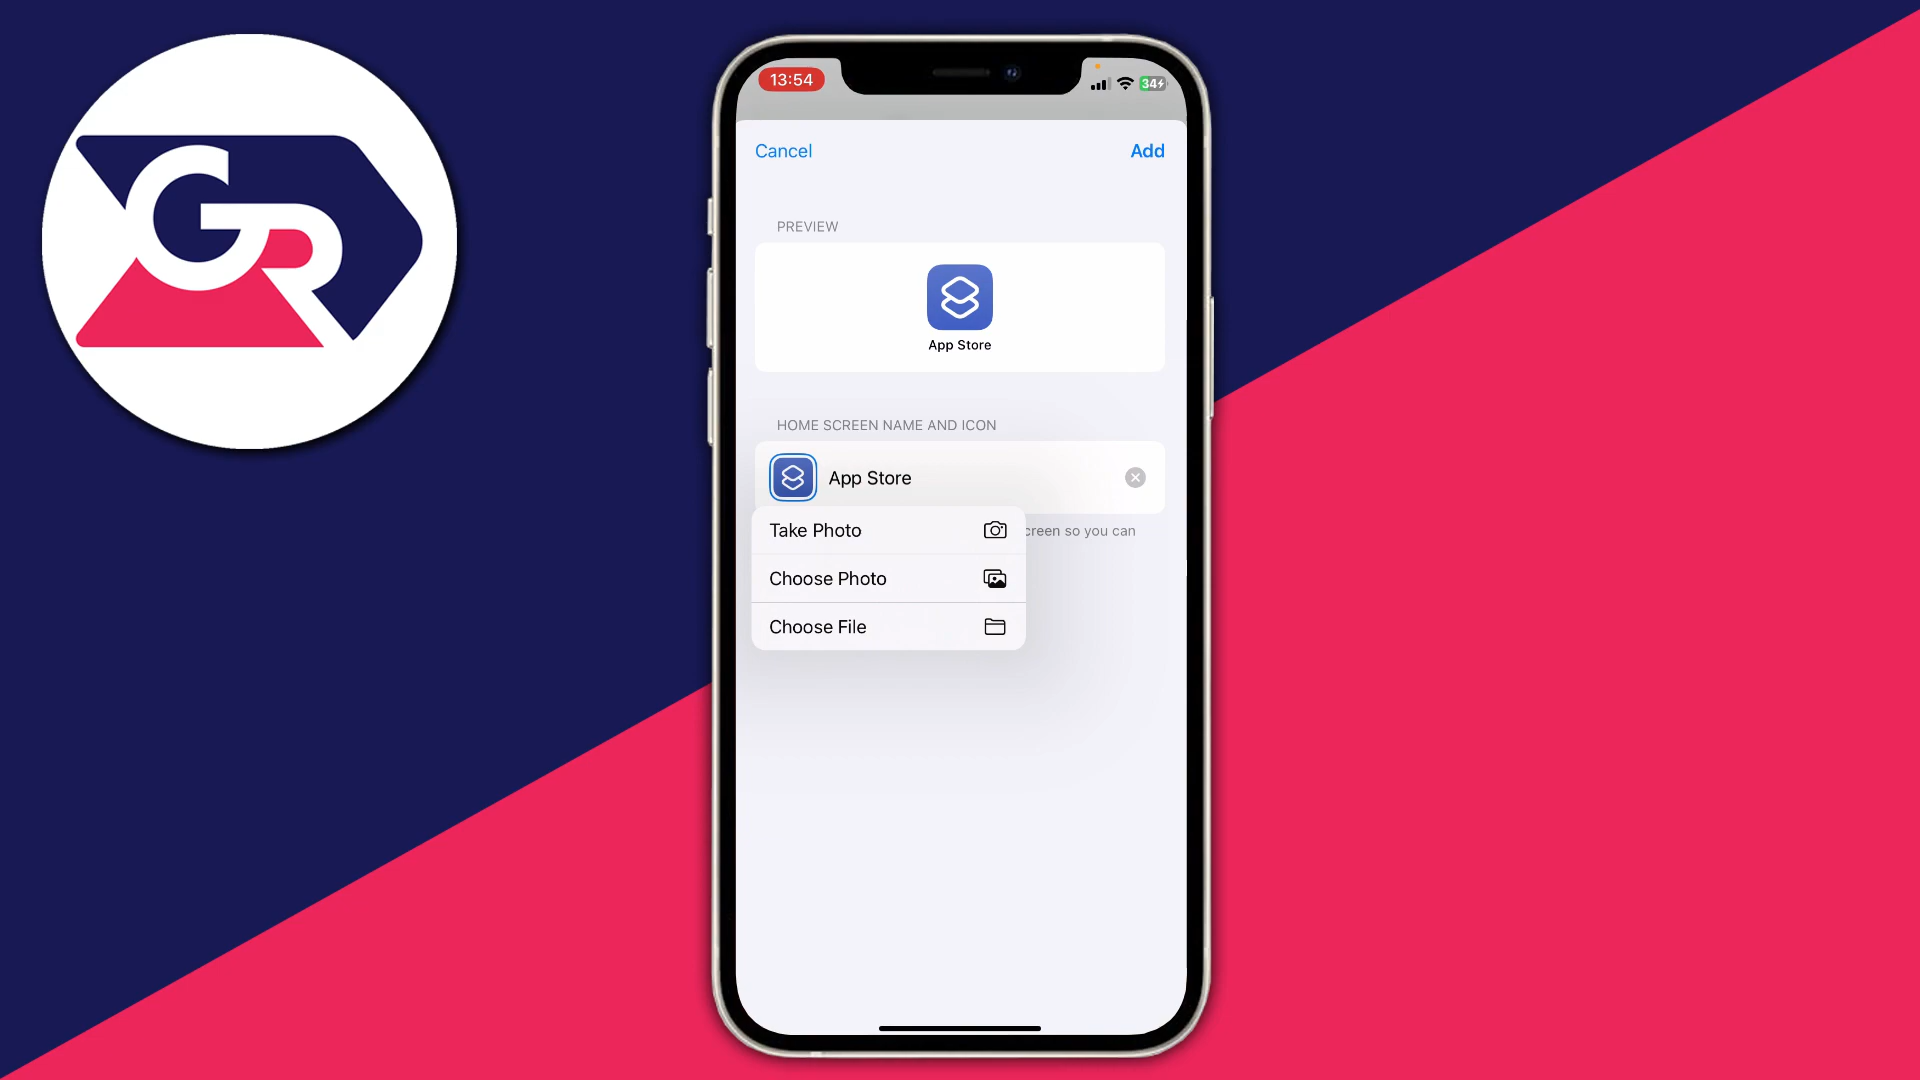 GR
13:54
34
Cancel
Add
PREVIEW
App Store
HOME SCREEN NAME AND ICON
App Store
Take Photo
creen so you can
Choose Photo
Choose File